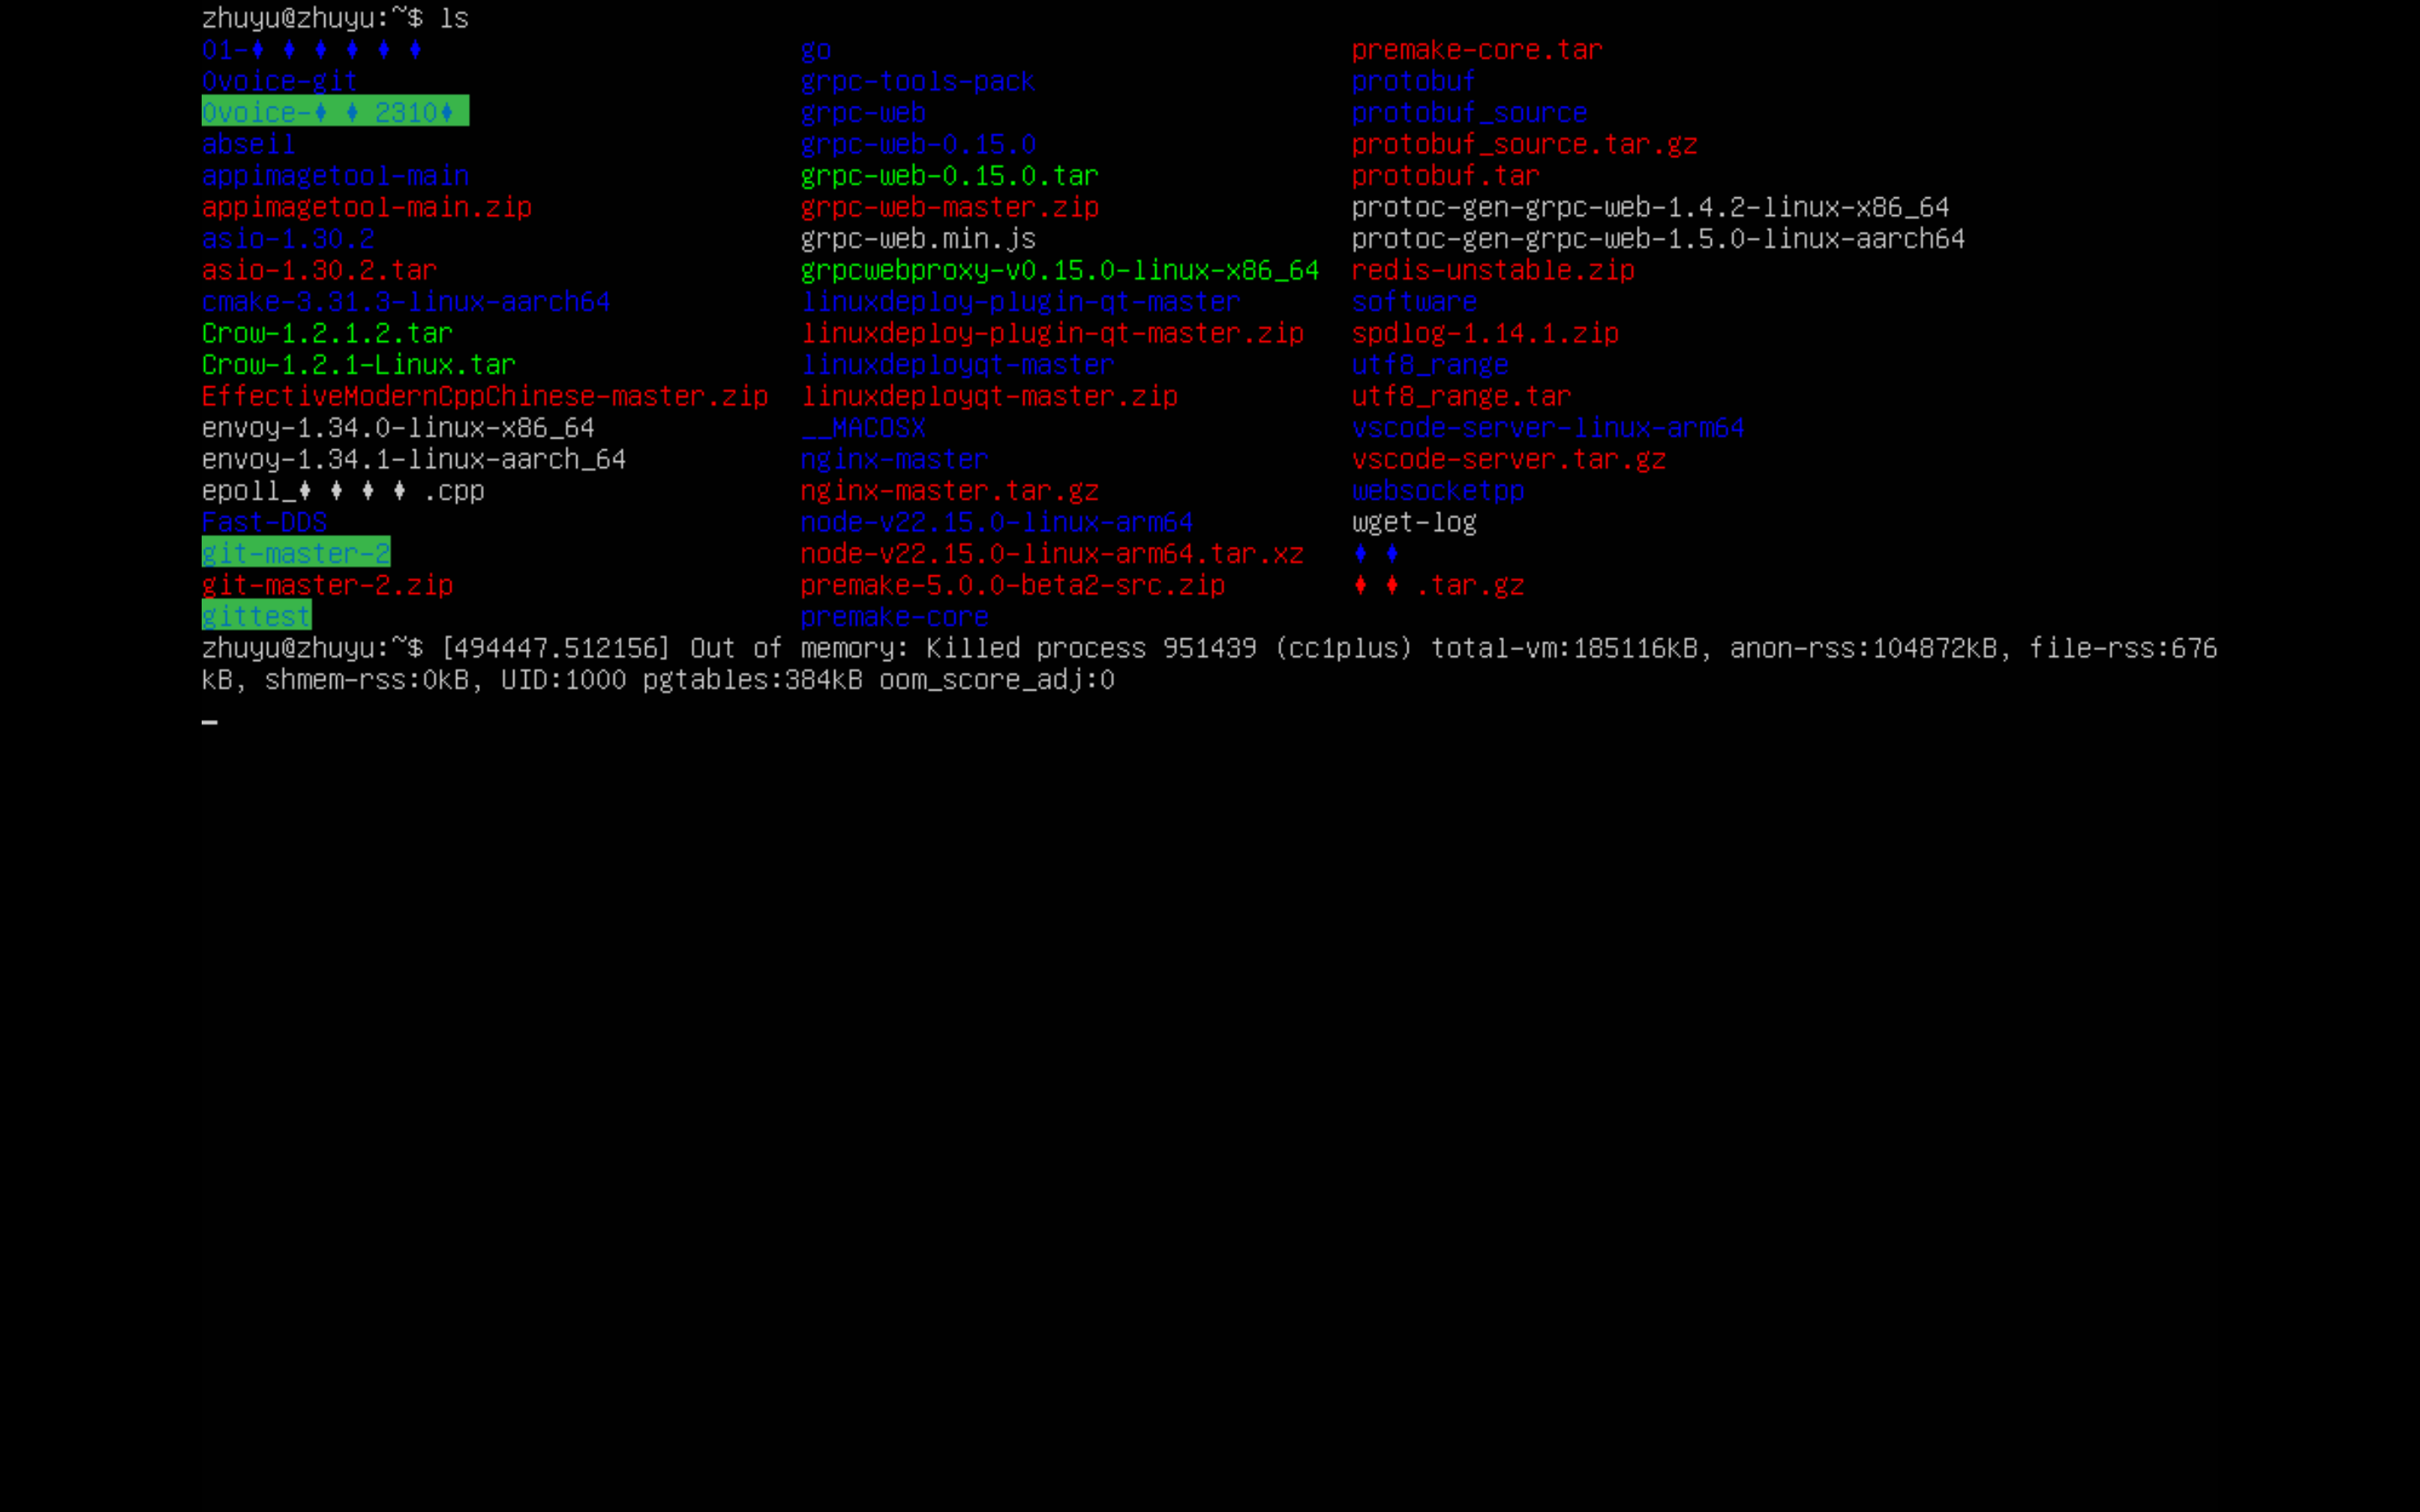 zhuyu@zhuyu:~$ ls
01-♦ ♦ ♦ ♦ ♦ ♦ go premake-core.tar
0voice-git grpc-tools-pack protobuf
0voice-♦ ♦ 2310♦ grpc-web protobuf_source
abseil grpc-web-0.15.0 protobuf_source.tar.gz
appimagetool-main grpc-web-0.15.0.tar protobuf.tar
appimagetool-main.zip grpc-web-master.zip protoc-gen-grpc-web-1.4.2-linux-x86_64
asio-1.30.2 grpc-web.min.js protoc-gen-grpc-web-1.5.0-linux-aarch64
asio-1.30.2.tar grpcwebproxy-v0.15.0-linux-x86_64 redis-unstable.zip
cmake-3.31.3-linux-aarch64 linuxdeploy-plugin-qt-master software
Crow-1.2.1.2.tar linuxdeploy-plugin-qt-master.zip spdlog-1.14.1.zip
Crow-1.2.1-Linux.tar linuxdeployqt-master utf8_range
EffectiveModernCppChinese-master.zip linuxdeployqt-master.zip utf8_range.tar
envoy-1.34.0-linux-x86_64 __MACOSX vscode-server-linux-arm64
envoy-1.34.1-linux-aarch_64 nginx-master vscode-server.tar.gz
epoll_♦ ♦ ♦ ♦ .cpp nginx-master.tar.gz websocketpp
Fast-DDS node-v22.15.0-linux-arm64 wget-log
git-master-2 node-v22.15.0-linux-arm64.tar.xz ♦ ♦
git-master-2.zip premake-5.0.0-beta2-src.zip ♦ ♦ .tar.gz
gittest premake-core
zhuyu@zhuyu:~$ [494447.512156] Out of memory: Killed process 951439 (cc1plus) total-vm:185116kB, anon-rss:104872kB, file-rss:676
kB, shmem-rss:0kB, UID:1000 pgtables:384kB oom_score_adj:0